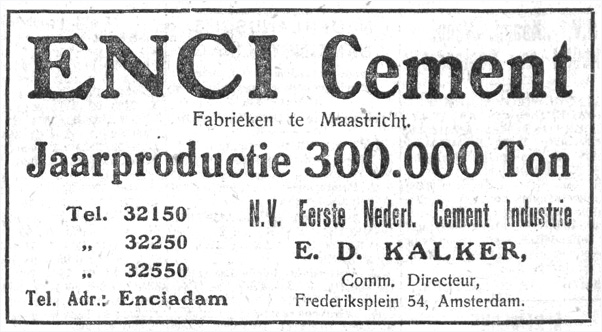 ENCI Cement
Fabrieken te Maastricht.
Jaarproductie 300.000 Ton
Tel. 32150
„ 32250
„ 32550
Tel. Adr.: Enciadam
N.V. Eerste Nederl. Cement Industrie
E. D. KALKER,
Comm. Directeur,
Frederiksplein 54, Amsterdam.